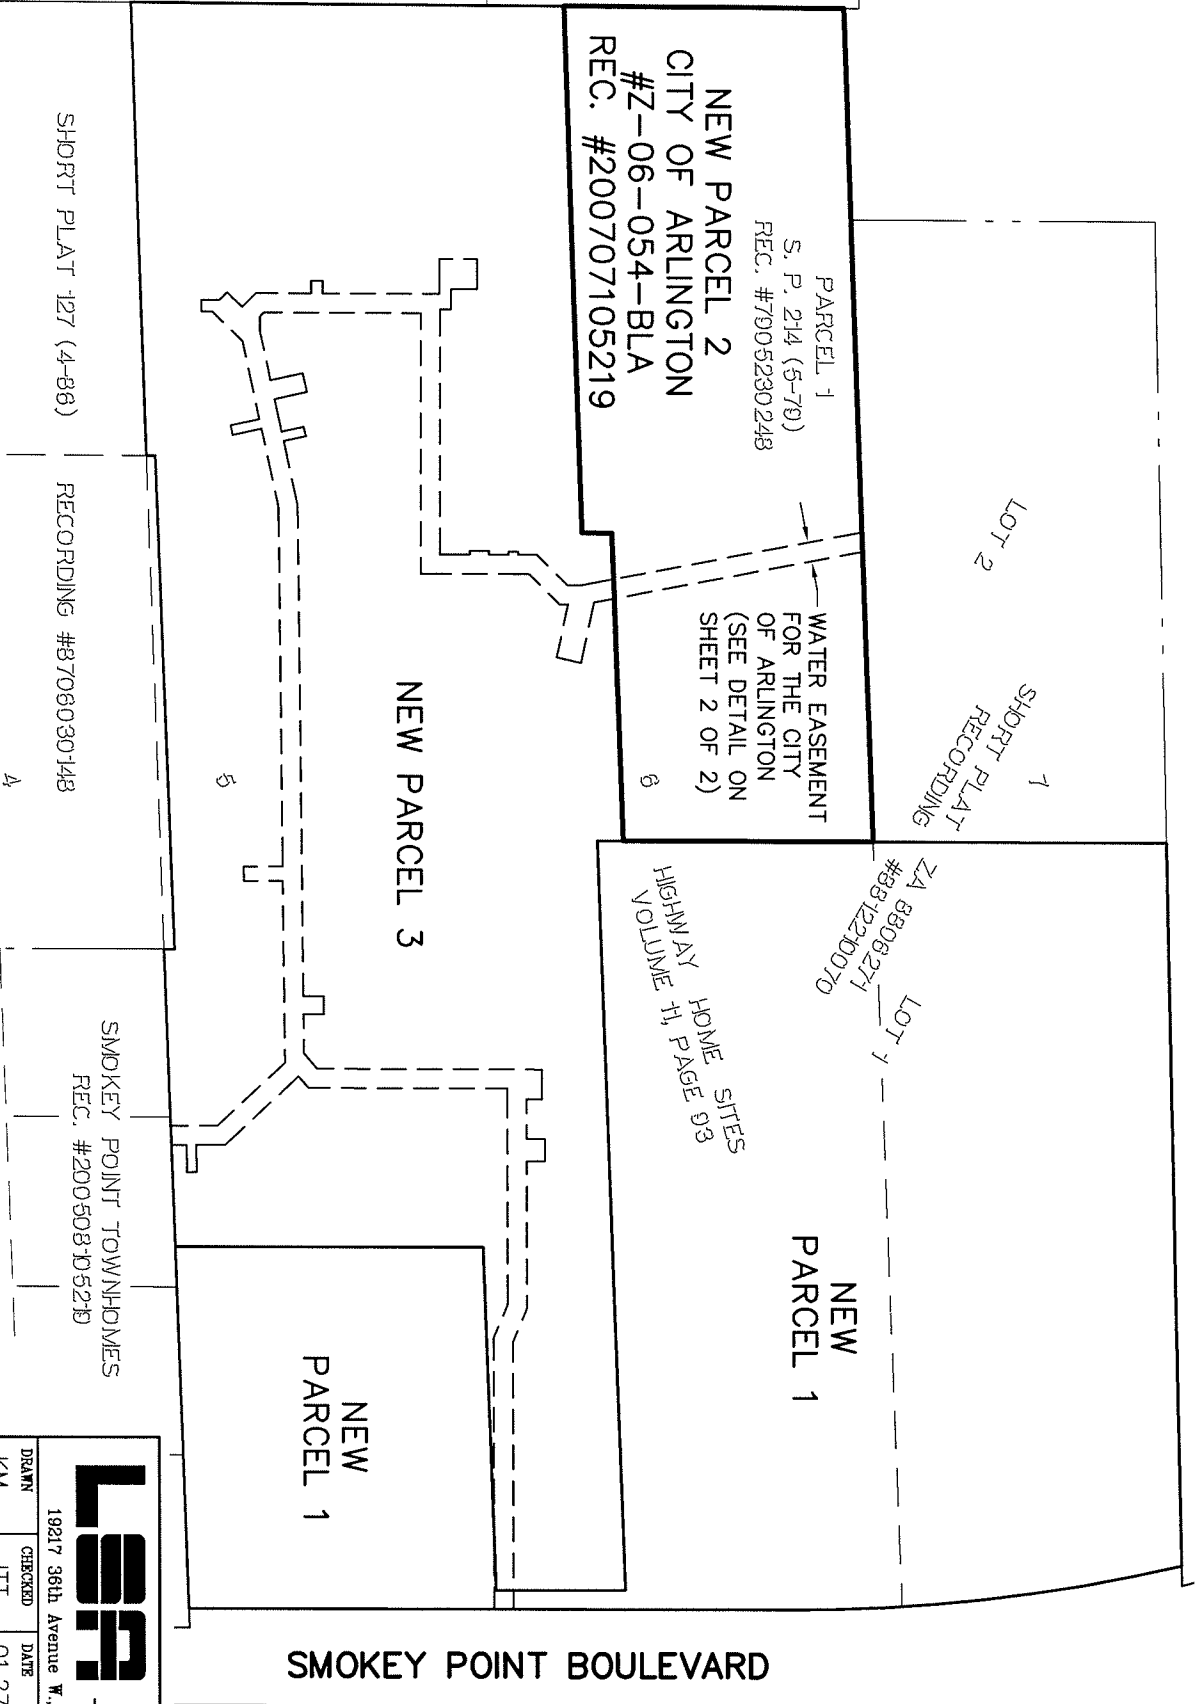 PARCEL 1
S. P. 214 (5-79)
REC. #7905230248
NEW PARCEL 2
CITY OF ARLINGTON
#Z-06-054-BLA
REC. #200707105219
LOT 2
7
SHORT PLAT
RECORDING
ZA 8806271
#8812210070
LOT 1
WATER EASEMENT
FOR THE CITY
OF ARLINGTON
(SEE DETAIL ON
SHEET 2 OF 2)
6
HIGHWAY HOME SITES
VOLUME 11, PAGE 93
NEW
PARCEL 1
NEW PARCEL 3
5
NEW
PARCEL 1
SHORT PLAT 127 (4-86)
RECORDING #8706030148
4
SMOKEY POINT TOWNHOMES
REC. #200508105210
SMOKEY POINT BOULEVARD
LSA
19217 36th Avenue W.,
DRAWN
CHECKED
DATE
KM
JTT